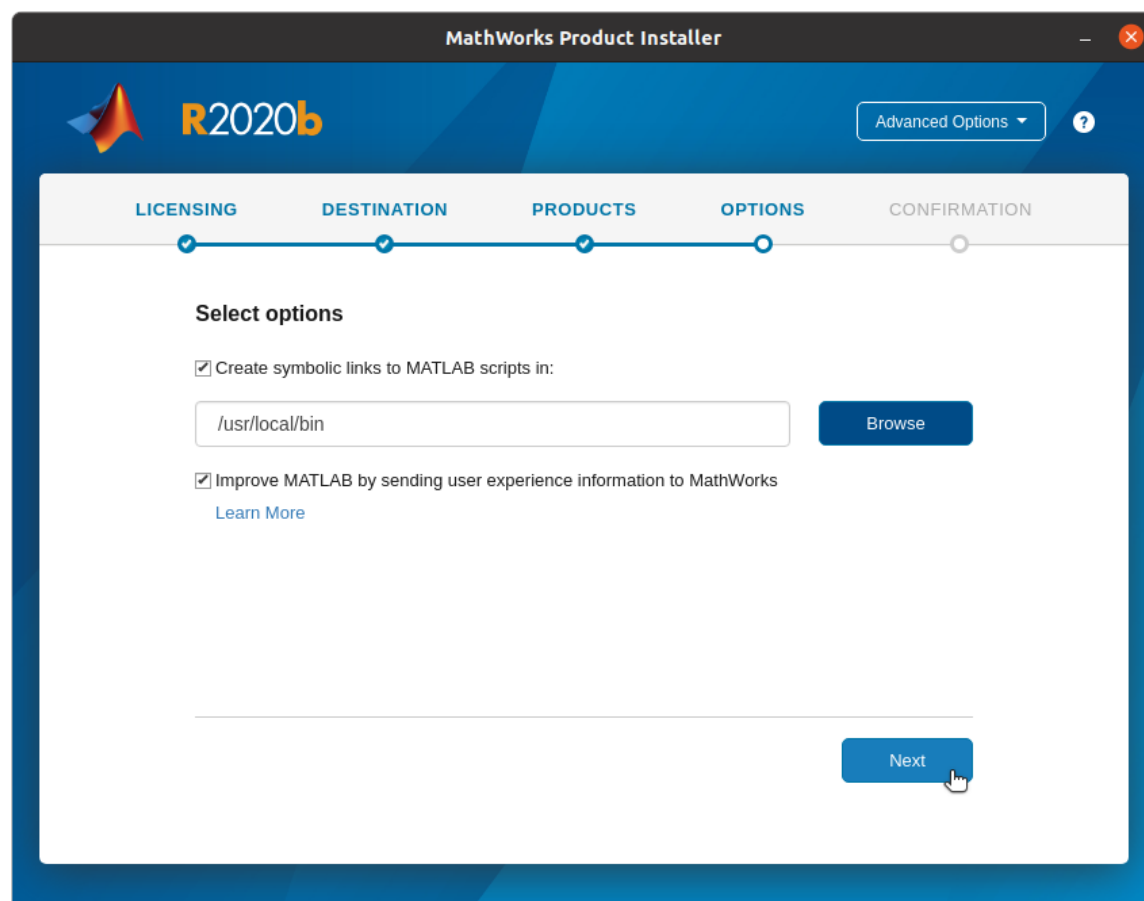 MathWorks Product Installer
R2020b
Advanced Options
?
LICENSING DESTINATION PRODUCTS OPTIONS CONFIRMATION
Select options
Create symbolic links to MATLAB scripts in:
/usr/local/bin
Browse
Improve MATLAB by sending user experience information to MathWorks
Learn More
Next